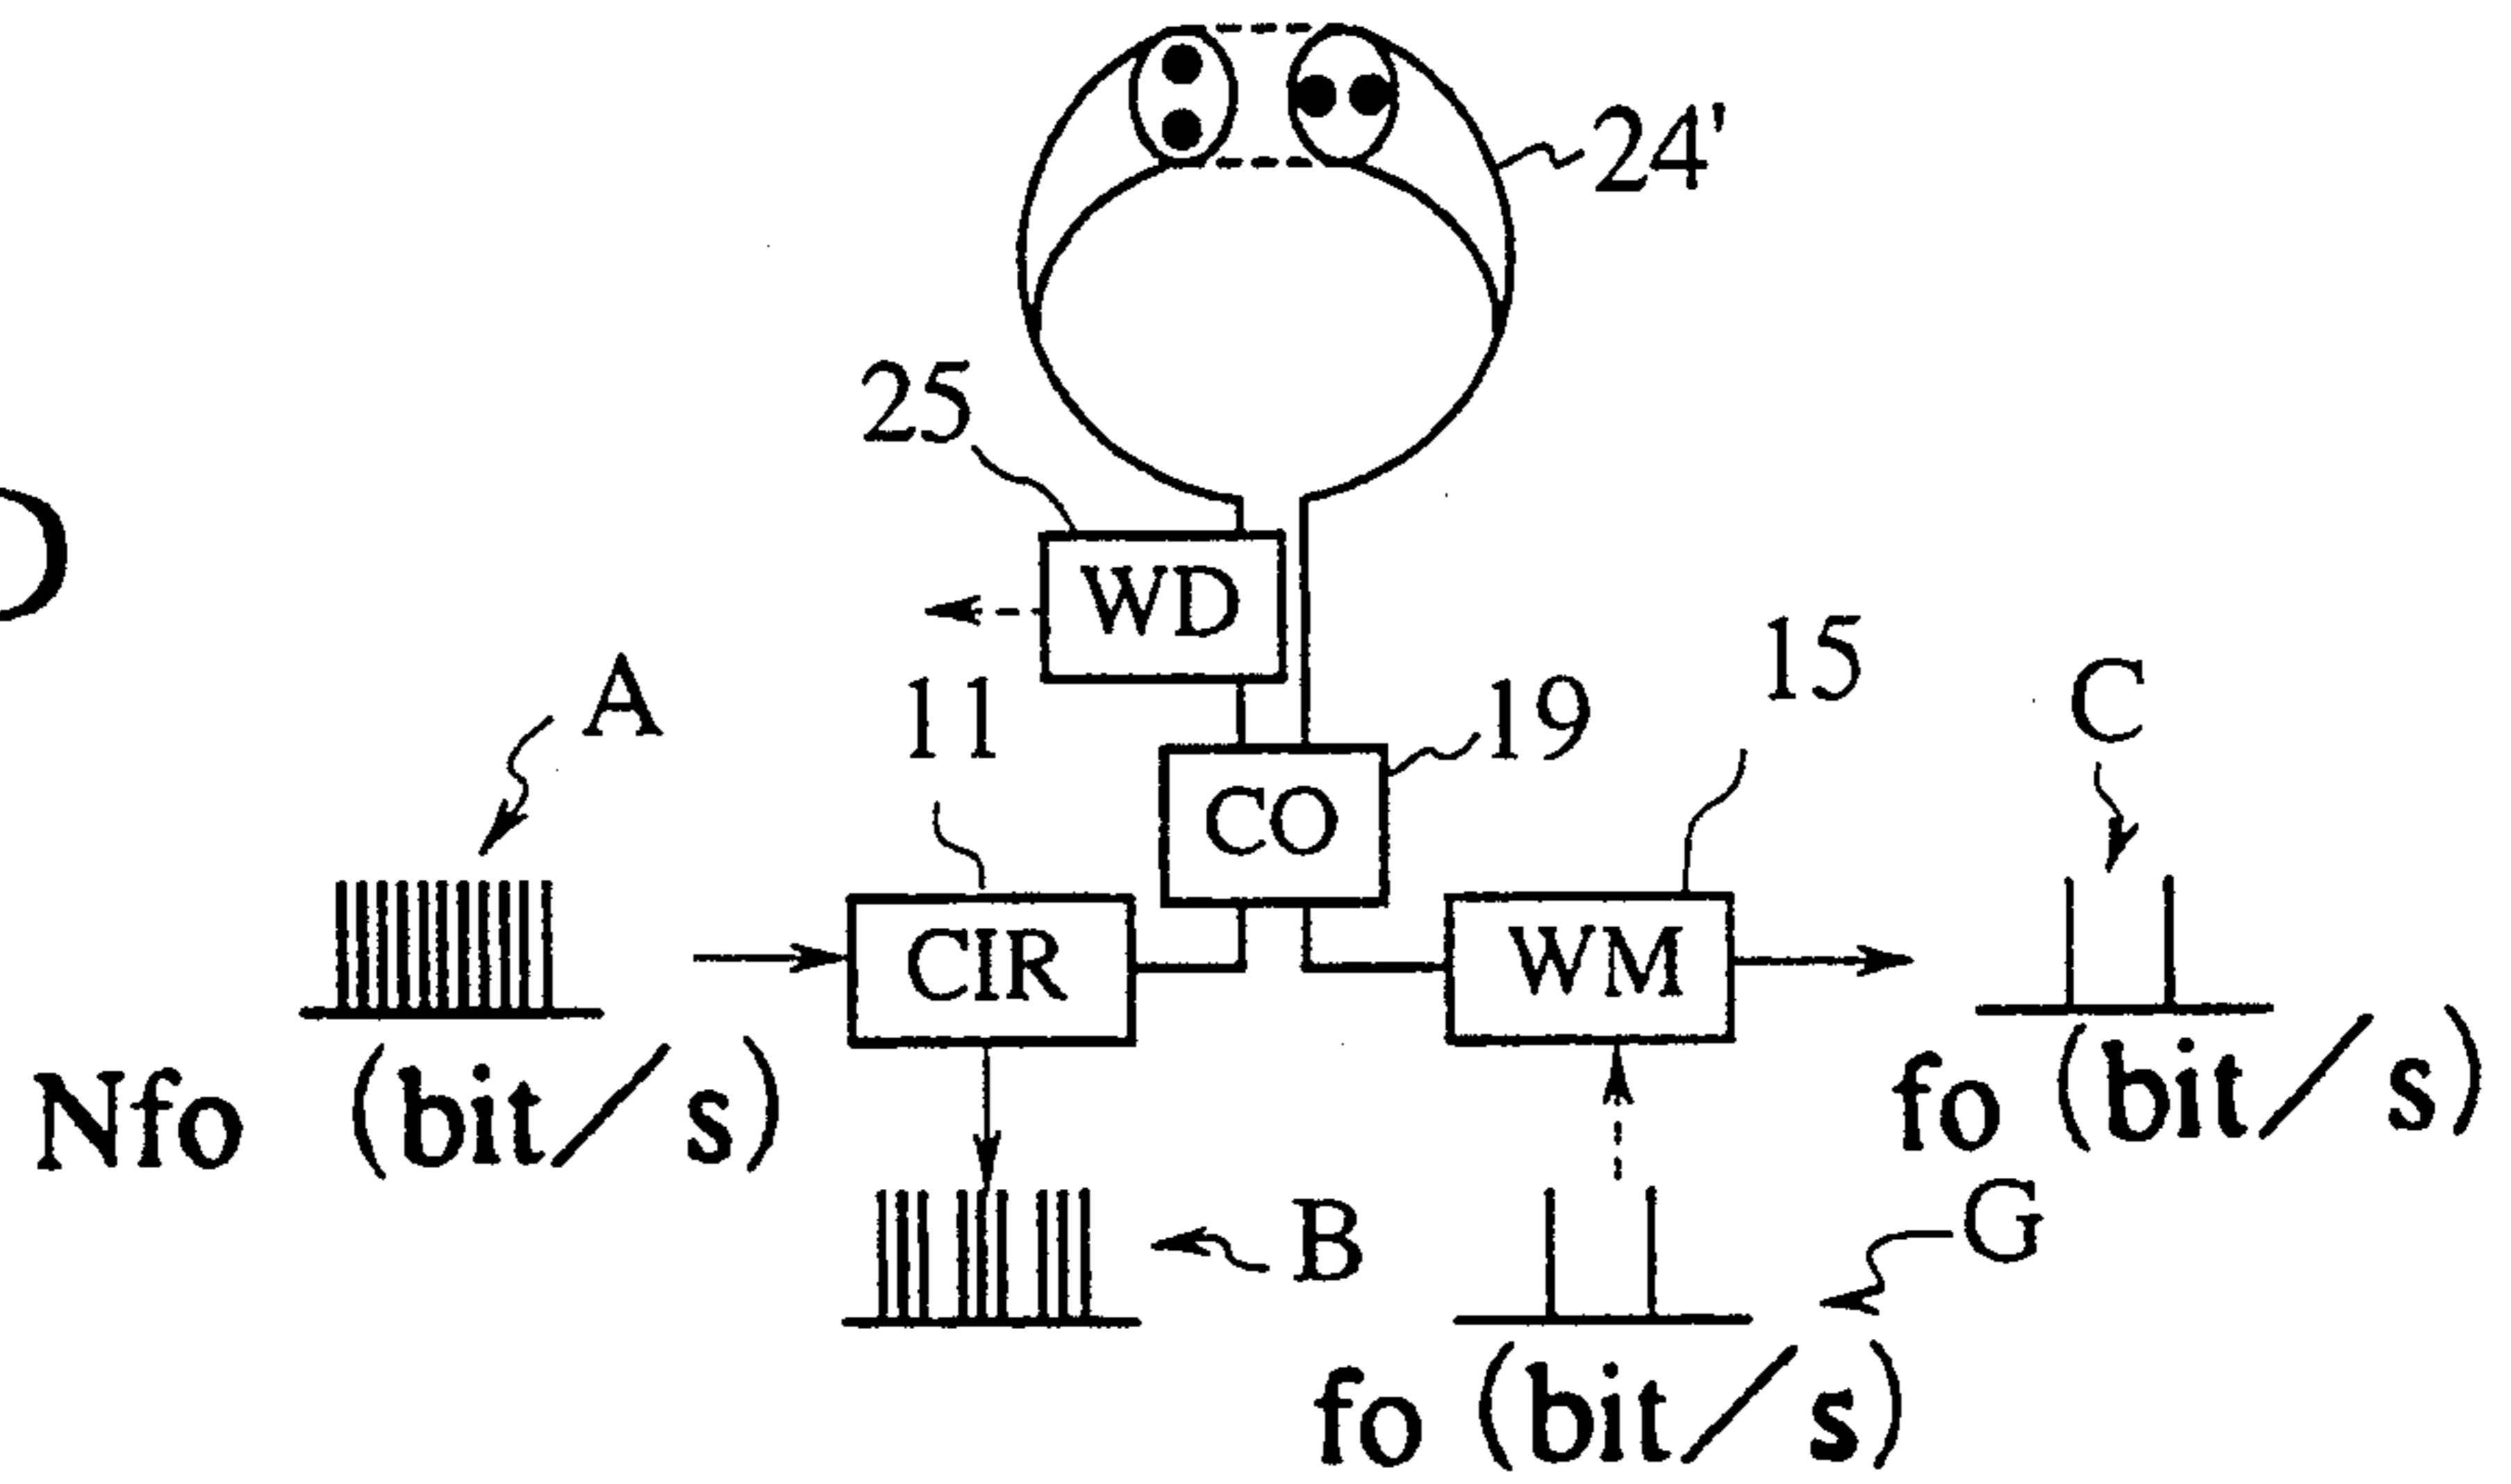 24'
25
WD
15
A
11
19
C
CO
CIR
WM
Nfo (bit/s)
fo (bit/s)
B
G
fo (bit/s)